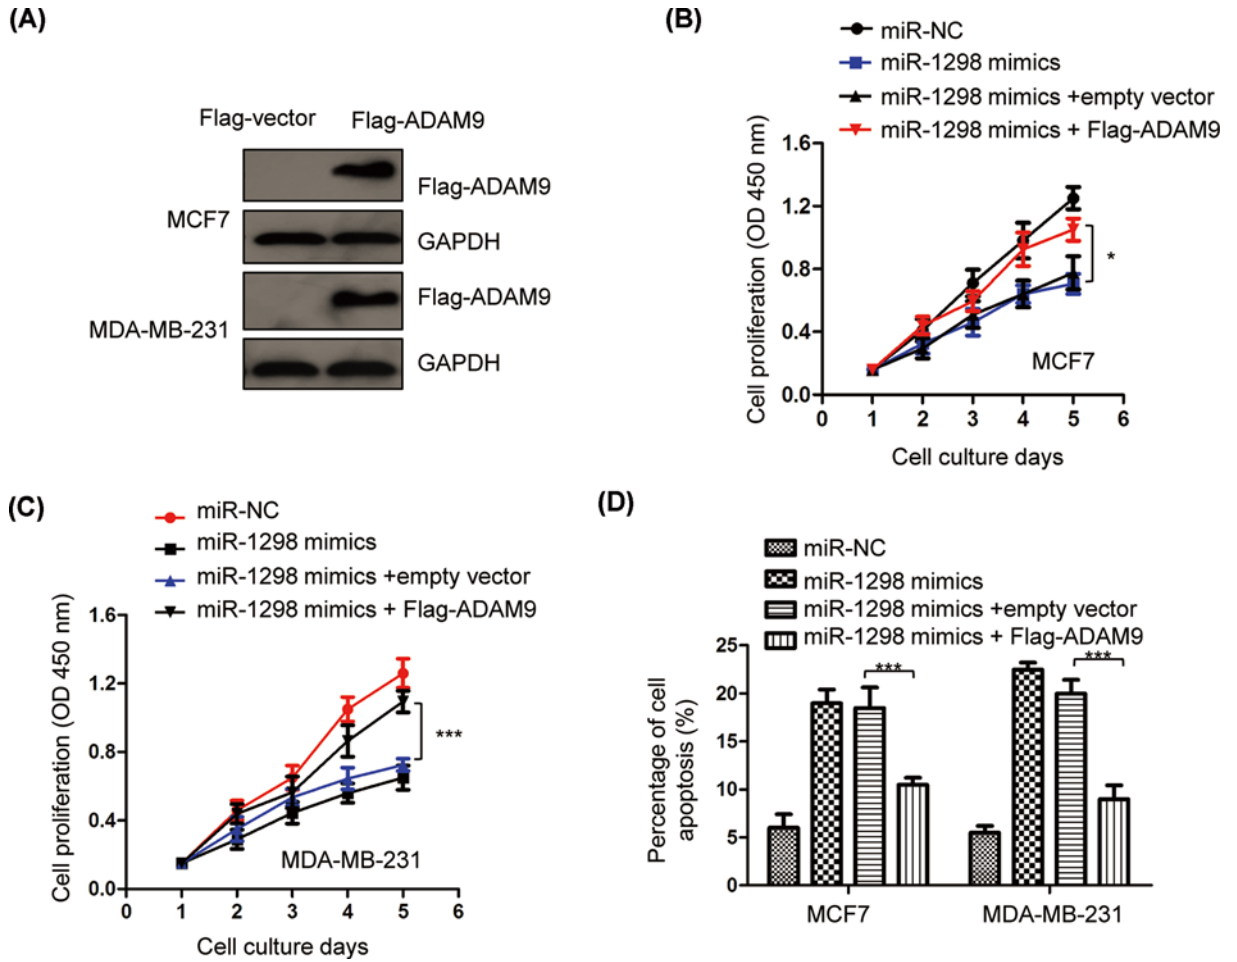 (A)
Flag-vector Flag-ADAM9
MCF7
Flag-ADAM9
GAPDH
MDA-MB-231
Flag-ADAM9
GAPDH
(B)
miR-NC
miR-1298 mimics
miR-1298 mimics +empty vector
miR-1298 mimics + Flag-ADAM9
Cell proliferation (OD 450 nm)
1.6
1.2
0.8
0.4
0.0
*
MCF7
0 1 2 3 4 5 6
Cell culture days
(C)
miR-NC
miR-1298 mimics
miR-1298 mimics +empty vector
miR-1298 mimics + Flag-ADAM9
Cell proliferation (OD 450 nm)
1.6
1.2
0.8
0.4
0.0
***
MDA-MB-231
0 1 2 3 4 5 6
Cell culture days
(D)
miR-NC
miR-1298 mimics
miR-1298 mimics +empty vector
miR-1298 mimics + Flag-ADAM9
Percentage of cell
apoptosis (%)
25
20
15
10
5
0
*** ***
MCF7 MDA-MB-231